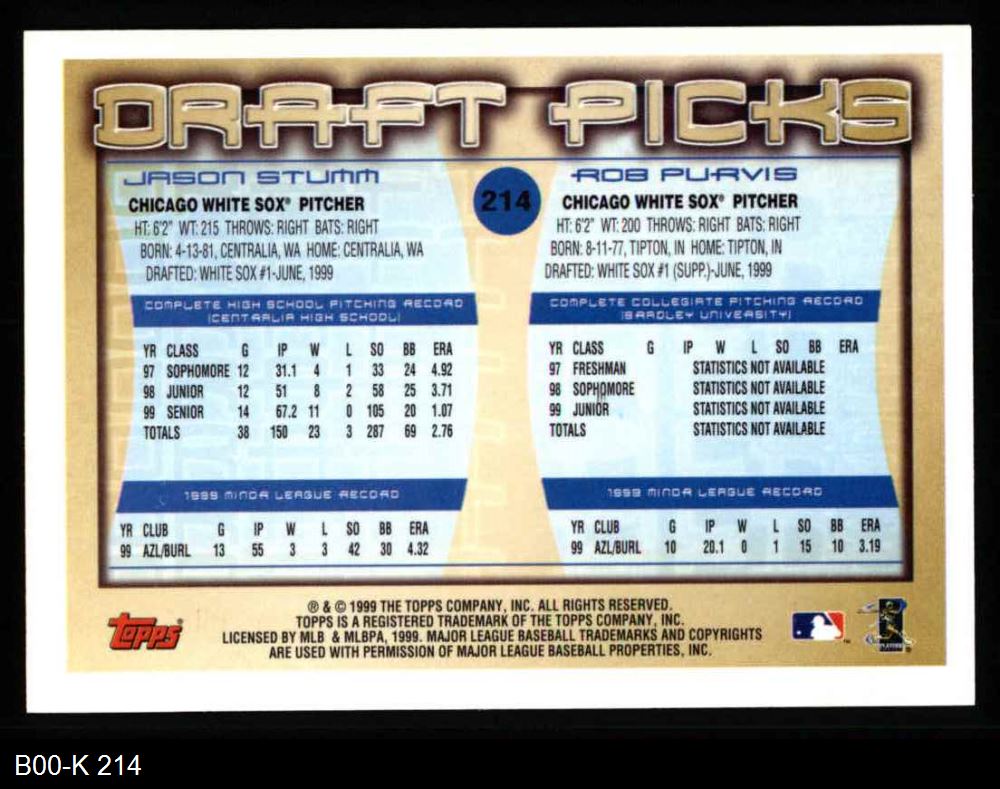 DRAFT PICKS
214
JASON STUMM
CHICAGO WHITE SOX® PITCHER
HT: 6'2" WT: 215 THROWS: RIGHT BATS: RIGHT
BORN: 4-13-81, CENTRALIA, WA HOME: CENTRALIA, WA
DRAFTED: WHITE SOX #1-JUNE, 1999
COMPLETE HIGH SCHOOL PITCHING RECORD
(CENTRALIA HIGH SCHOOL)
YR CLASS G IP W L SO BB ERA
97 SOPHOMORE 12 31.1 4 1 33 24 4.92
98 JUNIOR 12 51 8 2 58 25 3.71
99 SENIOR 14 67.2 11 0 105 20 1.07
TOTALS 38 150 23 3 287 69 2.76
1999 MINOR LEAGUE RECORD
YR CLUB G IP W L SO BB ERA
99 AZL/BURL 13 55 3 3 42 30 4.32
ROB PURVIS
CHICAGO WHITE SOX® PITCHER
HT: 6'2" WT: 200 THROWS: RIGHT BATS: RIGHT
BORN: 8-11-77, TIPTON, IN HOME: TIPTON, IN
DRAFTED: WHITE SOX #1 (SUPP.)-JUNE, 1999
COMPLETE COLLEGIATE PITCHING RECORD
(BRADLEY UNIVERSITY)
YR CLASS G IP W L SO BB ERA
97 FRESHMAN STATISTICS NOT AVAILABLE
98 SOPHOMORE STATISTICS NOT AVAILABLE
99 JUNIOR STATISTICS NOT AVAILABLE
TOTALS STATISTICS NOT AVAILABLE
1999 MINOR LEAGUE RECORD
YR CLUB G IP W L SO BB ERA
99 AZL/BURL 10 20.1 0 1 15 10 3.19
Topps®
® & © 1999 THE TOPPS COMPANY, INC. ALL RIGHTS RESERVED.
TOPPS IS A REGISTERED TRADEMARK OF THE TOPPS COMPANY, INC.
LICENSED BY MLB & MLBPA, 1999. MAJOR LEAGUE BASEBALL TRADEMARKS AND COPYRIGHTS
ARE USED WITH PERMISSION OF MAJOR LEAGUE BASEBALL PROPERTIES, INC.
B00-K 214